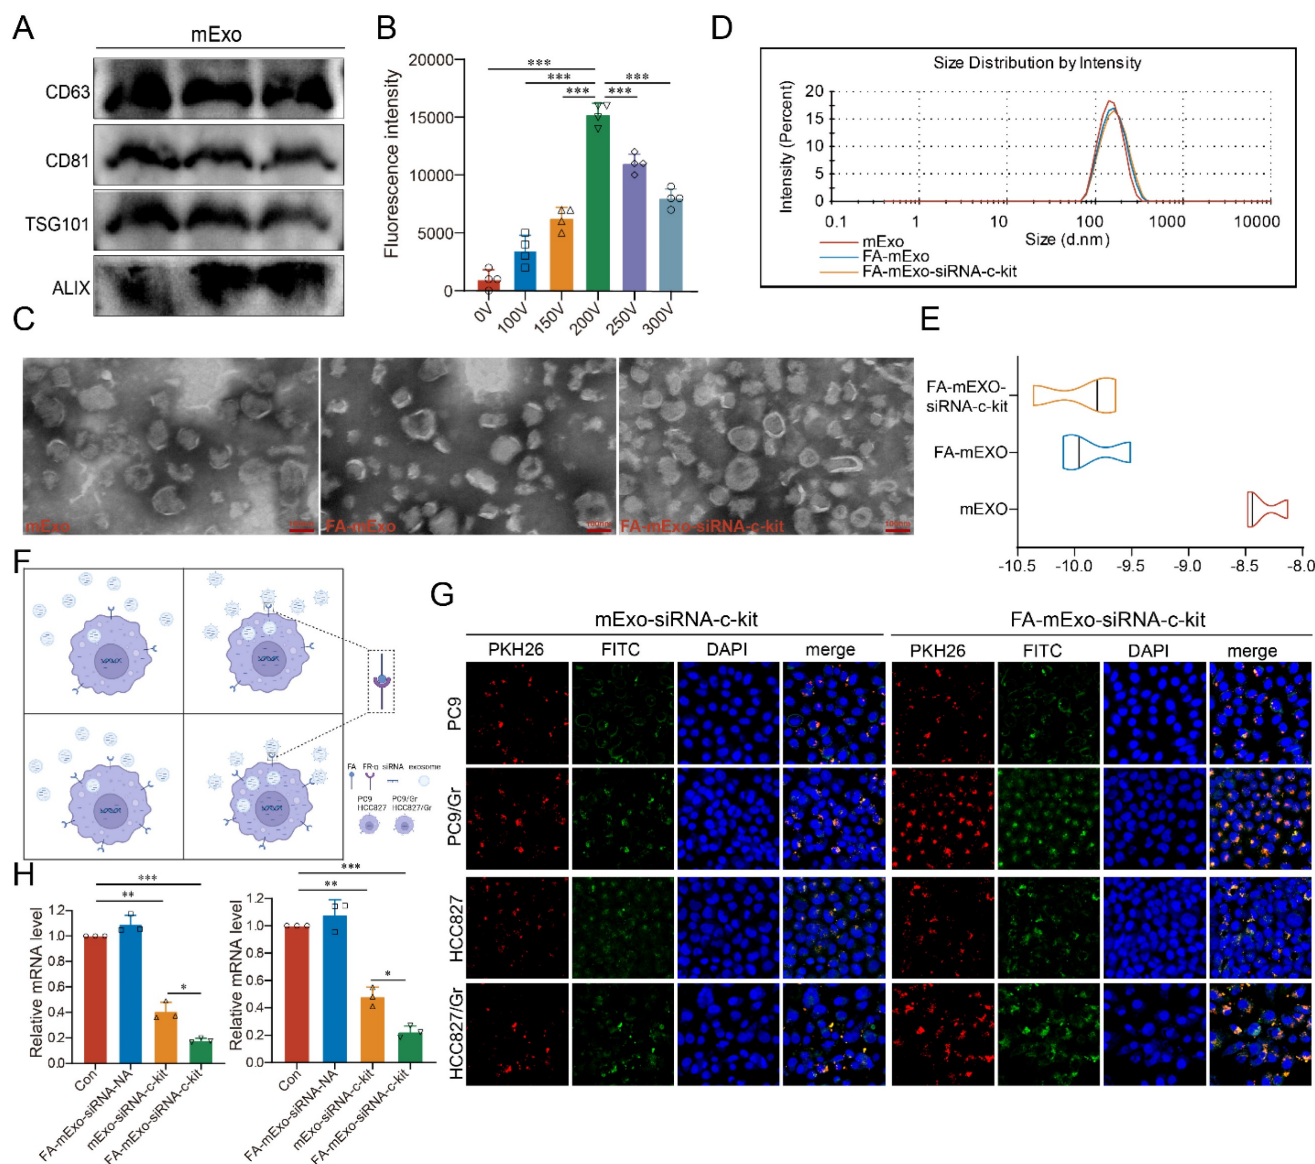 A
mExo
CD63
CD81
TSG101
ALIX
B
Fluorescence intensity
20000
15000
10000
5000
0
***
***
***
***
***
0V
100V
150V
200V
250V
300V
D
Size Distribution by Intensity
Intensity (Percent)
20
15
10
5
0
0.1
1
10
100
1000
10000
Size (d.nm)
mExo
FA-mExo
FA-mExo-siRNA-c-kit
C
mExo
100nm
FA-mExo
100nm
FA-mExo-siRNA-c-kit
100nm
E
FA-mEXO-
siRNA-c-kit
FA-mEXO
mEXO
-10.5
-10.0
-9.5
-9.0
-8.5
-8.0
F
FA
FR-α
siRNA
exosome
PC9
HCC827
PC9/Gr
HCC827/Gr
G
mExo-siRNA-c-kit
FA-mExo-siRNA-c-kit
PKH26
FITC
DAPI
merge
PKH26
FITC
DAPI
merge
PC9
PC9/Gr
HCC827
HCC827/Gr
H
Relative mRNA level
1.2
1.0
0.8
0.6
0.4
0.2
0.0
***
**
*
Con
FA-mExo-siRNA-NA
mExo-siRNA-c-kit
FA-mExo-siRNA-c-kit
Relative mRNA level
1.2
1.0
0.8
0.6
0.4
0.2
0.0
***
**
*
Con
FA-mExo-siRNA-NA
mExo-siRNA-c-kit
FA-mExo-siRNA-c-kit